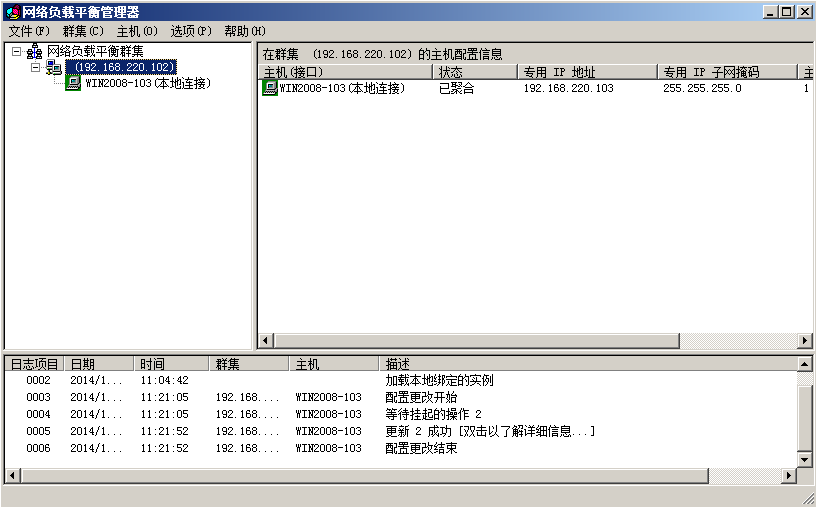 网络负载平衡管理器
文件(F) 群集(C) 主机(O) 选项(P) 帮助(H)
网络负载平衡群集
(192.168.220.102)
WIN2008-103(本地连接)
在群集 (192.168.220.102) 的主机配置信息
主机(接口) 状态 专用 IP 地址 专用 IP 子网掩码 主
WIN2008-103(本地连接) 已聚合 192.168.220.103 255.255.255.0 1
日志项目 日期 时间 群集 主机 描述
0002 2014/1... 11:04:42 加载本地绑定的实例
0003 2014/1... 11:21:05 192.168.... WIN2008-103 配置更改开始
0004 2014/1... 11:21:05 192.168.... WIN2008-103 等待挂起的操作 2
0005 2014/1... 11:21:52 192.168.... WIN2008-103 更新 2 成功 [双击以了解详细信息...]
0006 2014/1... 11:21:52 192.168.... WIN2008-103 配置更改结束